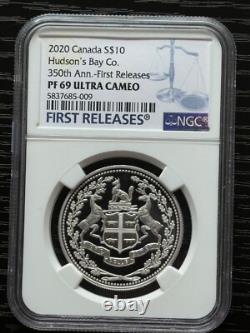 2020 Canada S$10
Hudson's Bay Co.
350th Ann.-First Releases
PF 69 ULTRA CAMEO
5837685-009
FIRST RELEASES®
NGC®